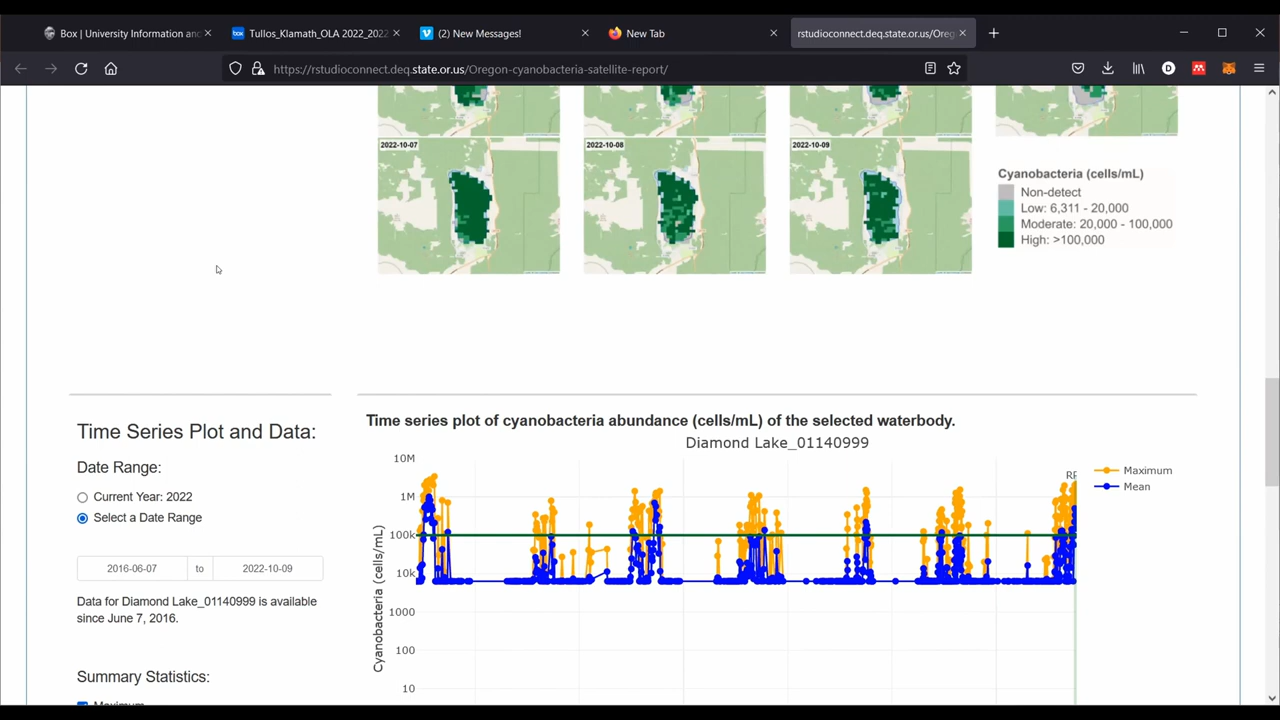 Box | University Information and
Tullos_Klamath_OLA 2022_2022
(2) New Messages!
New Tab
rstudioconnect.deq.state.or.us/Oreg
https://rstudioconnect.deq.state.or.us/Oregon-cyanobacteria-satellite-report/
2022-10-07
2022-10-08
2022-10-09
Cyanobacteria (cells/mL)
Non-detect
Low: 6,311 - 20,000
Moderate: 20,000 - 100,000
High: >100,000
Time Series Plot and Data:
Date Range:
Current Year: 2022
Select a Date Range
2016-06-07 to 2022-10-09
Data for Diamond Lake_01140999 is available
since June 7, 2016.
Summary Statistics:
Maximum
Time series plot of cyanobacteria abundance (cells/mL) of the selected waterbody.
Diamond Lake_01140999
10M
1M
100k
10k
1000
100
10
Cyanobacteria (cells/mL)
RF
Maximum
Mean